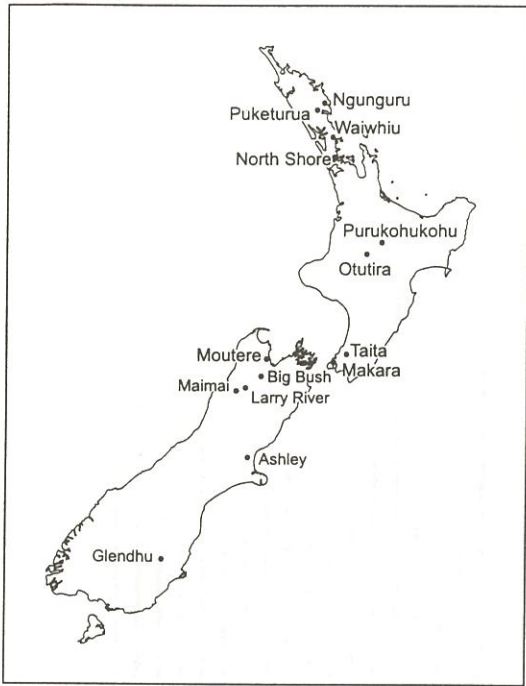 Ngunguru
Puketurua
Waiwhiu
North Shore
Purukohukohu
Otutira
Taita
Moutere
Makara
Big Bush
Maimai
Larry River
Ashley
Glendhu